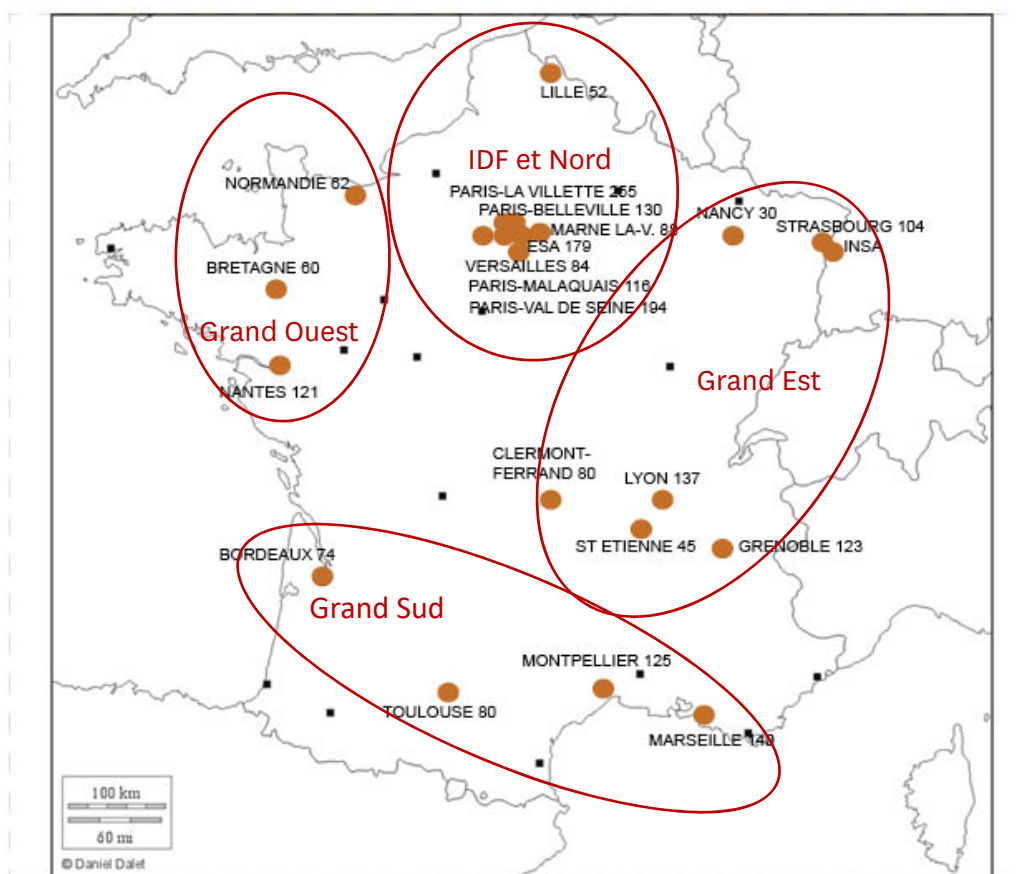 LILLE 52
IDF et Nord
NORMANDIE 62
PARIS-LA VILLETTE 255
PARIS-BELLEVILLE 130
MARNE LA-V. 88
ESA 179
VERSAILLES 84
PARIS-MALAQUAIS 116
PARIS-VAL DE SEINE 194
NANCY 30
STRASBOURG 104
INSA
BRETAGNE 60
Grand Ouest
NANTES 121
Grand Est
CLERMONT-
FERRAND 80
LYON 137
ST ETIENNE 45
GRENOBLE 123
BORDEAUX 74
Grand Sud
MONTPELLIER 125
TOULOUSE 80
MARSEILLE
100 km
60 mi
© Daniel Dalet